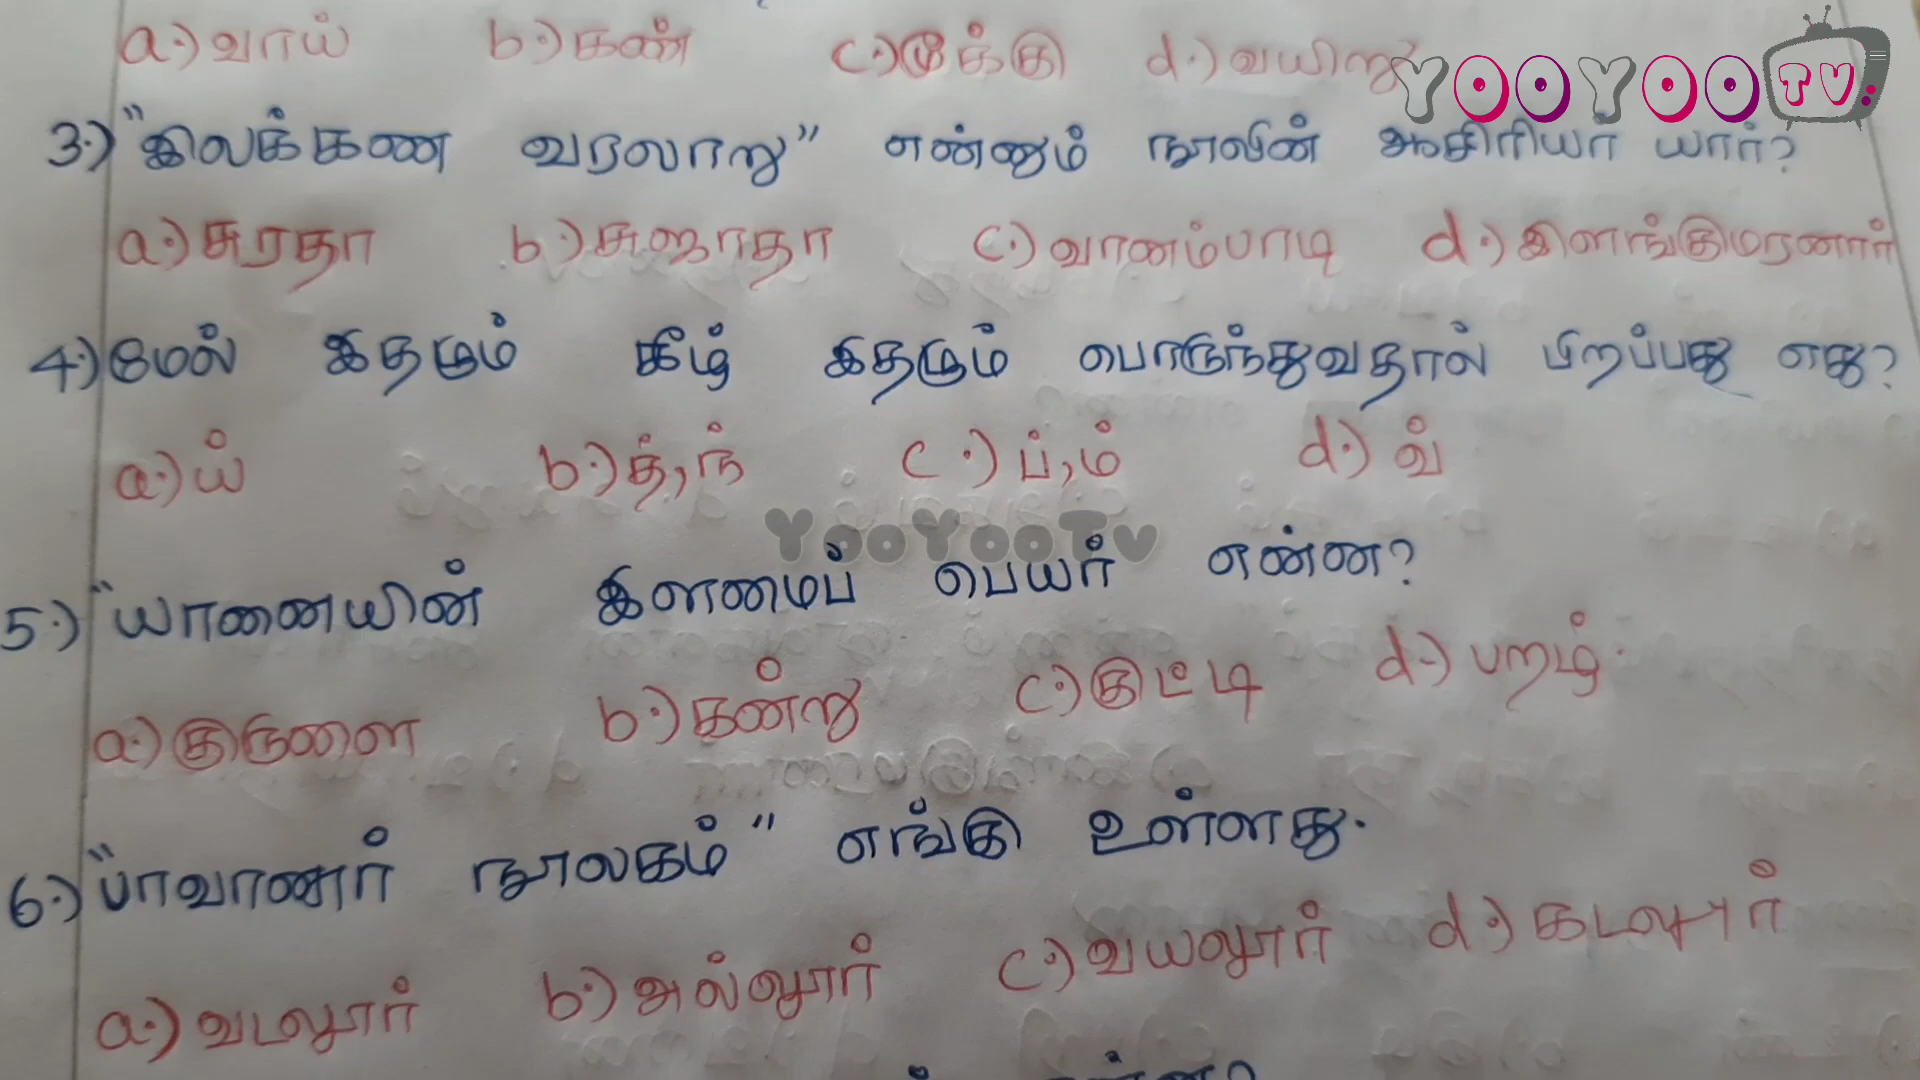 a.) வாய் b.) கண் c.) மூக்கு d.) வயிறு
YOOYOO TV
3.) "இலக்கண வரலாறு" என்னும் நூலின் ஆசிரியர் யார்?
a.) சுரதா b.) சுஜாதா c.) வானம்பாடி d.) இளங்குமரனார்
4.) மேல் இதழும் கீழ் இதழும் பொருந்துவதால் பிறப்பது எது?
a.) ய் b.) த், ந் c.) ப், ம் d.) வ்
YooYooTv
5.) "யானையின் இளமைப் பெயர் என்ன?
a.) குருளை b.) கன்று c.) குட்டி d.) பறழ்.
6.) "பாவாணர் நூலகம்" எங்கு உள்ளது.
a.) வடலூர் b.) அல்லூர் c.) வயலூர் d.) கடலூர்